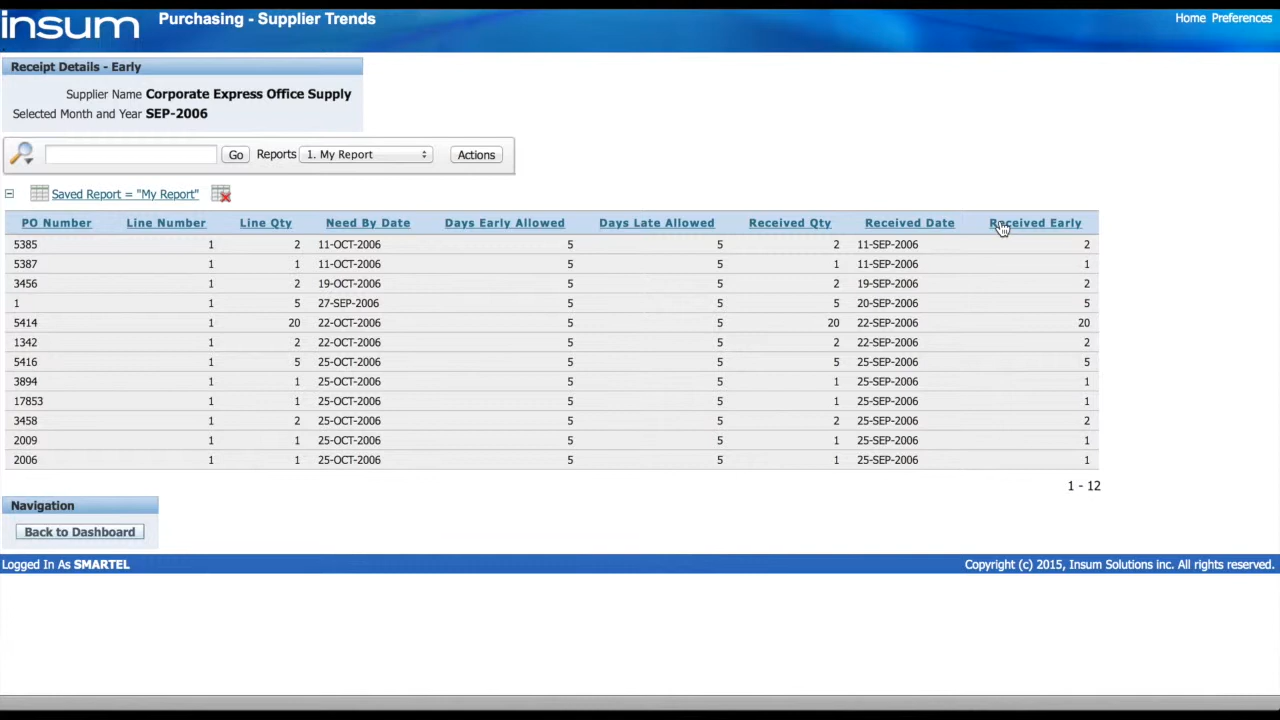 insum Purchasing - Supplier Trends Home Preferences
Receipt Details - Early
Supplier Name Corporate Express Office Supply
Selected Month and Year SEP-2006
Go Reports 1. My Report Actions
Saved Report = "My Report"
PO Number Line Number Line Qty Need By Date Days Early Allowed Days Late Allowed Received Qty Received Date Received Early
5385 1 2 11-OCT-2006 5 5 2 11-SEP-2006 2
5387 1 1 11-OCT-2006 5 5 1 11-SEP-2006 1
3456 1 2 19-OCT-2006 5 5 2 19-SEP-2006 2
1 1 5 27-SEP-2006 5 5 5 20-SEP-2006 5
5414 1 20 22-OCT-2006 5 5 20 22-SEP-2006 20
1342 1 2 22-OCT-2006 5 5 2 22-SEP-2006 2
5416 1 5 25-OCT-2006 5 5 5 25-SEP-2006 5
3894 1 1 25-OCT-2006 5 5 1 25-SEP-2006 1
17853 1 1 25-OCT-2006 5 5 1 25-SEP-2006 1
3458 1 2 25-OCT-2006 5 5 2 25-SEP-2006 2
2009 1 1 25-OCT-2006 5 5 1 25-SEP-2006 1
2006 1 1 25-OCT-2006 5 5 1 25-SEP-2006 1
1 - 12
Navigation
Back to Dashboard
Logged In As SMARTEL Copyright (c) 2015, Insum Solutions inc. All rights reserved.